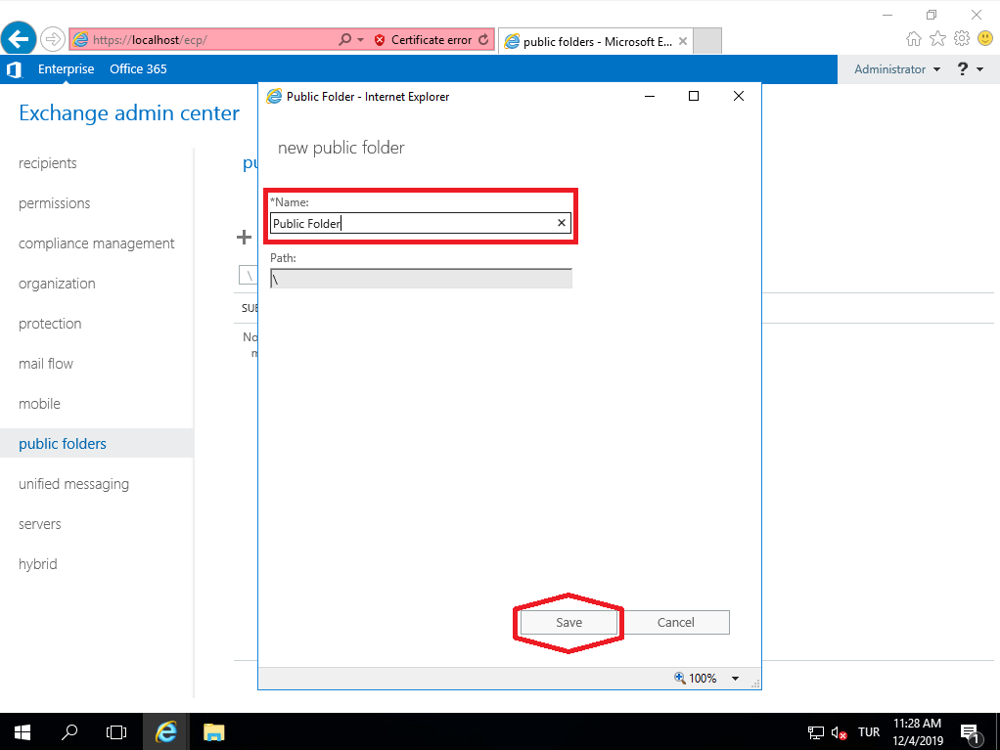 https://localhost/ecp/
Certificate error
public folders - Microsoft E...
Enterprise
Office 365
Administrator
?
Exchange admin center
Public Folder - Internet Explorer
new public folder
recipients
permissions
compliance management
organization
protection
mail flow
mobile
public folders
unified messaging
servers
hybrid
pu
\
SUB
No
m
*Name:
Public Folder
Path:
\
Save
Cancel
100%
TUR
11:28 AM
12/4/2019
1